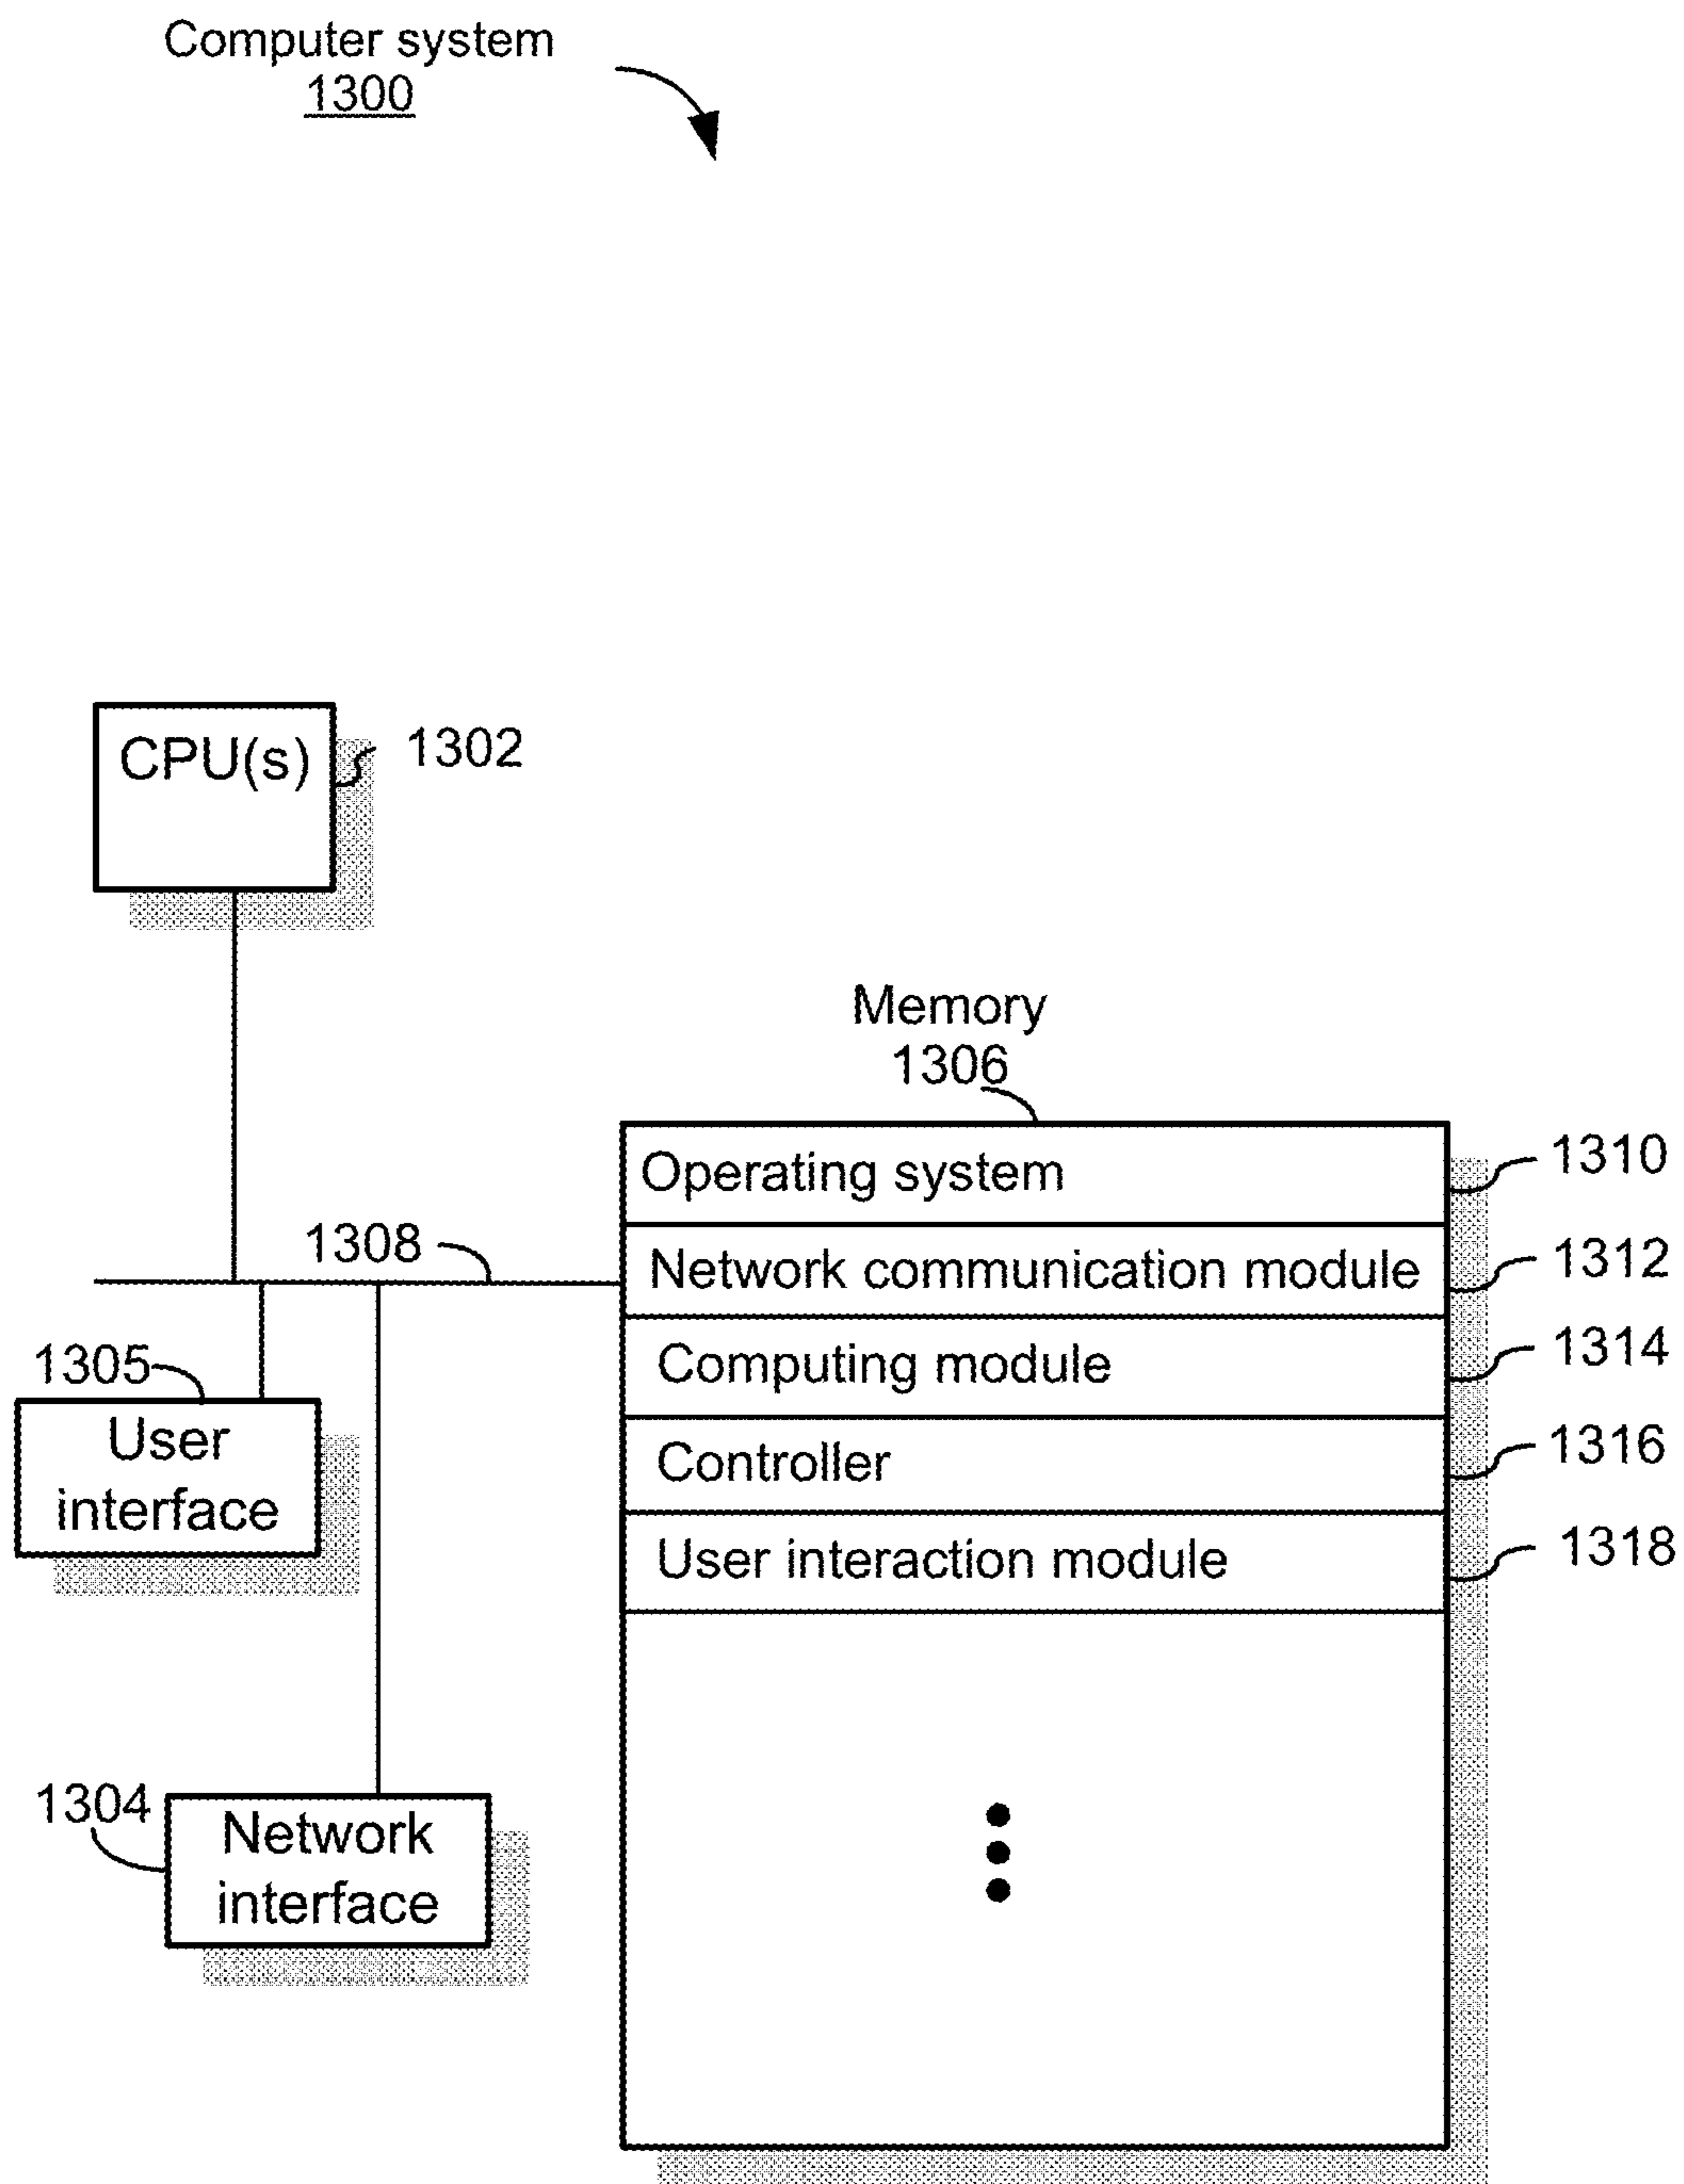 Computer system
1300
CPU(s)
1302
Memory
1306
Operating system
1310
1308
Network communication module
1312
Computing module
1314
1305
User
interface
Controller
1316
User interaction module
1318
1304
Network
interface